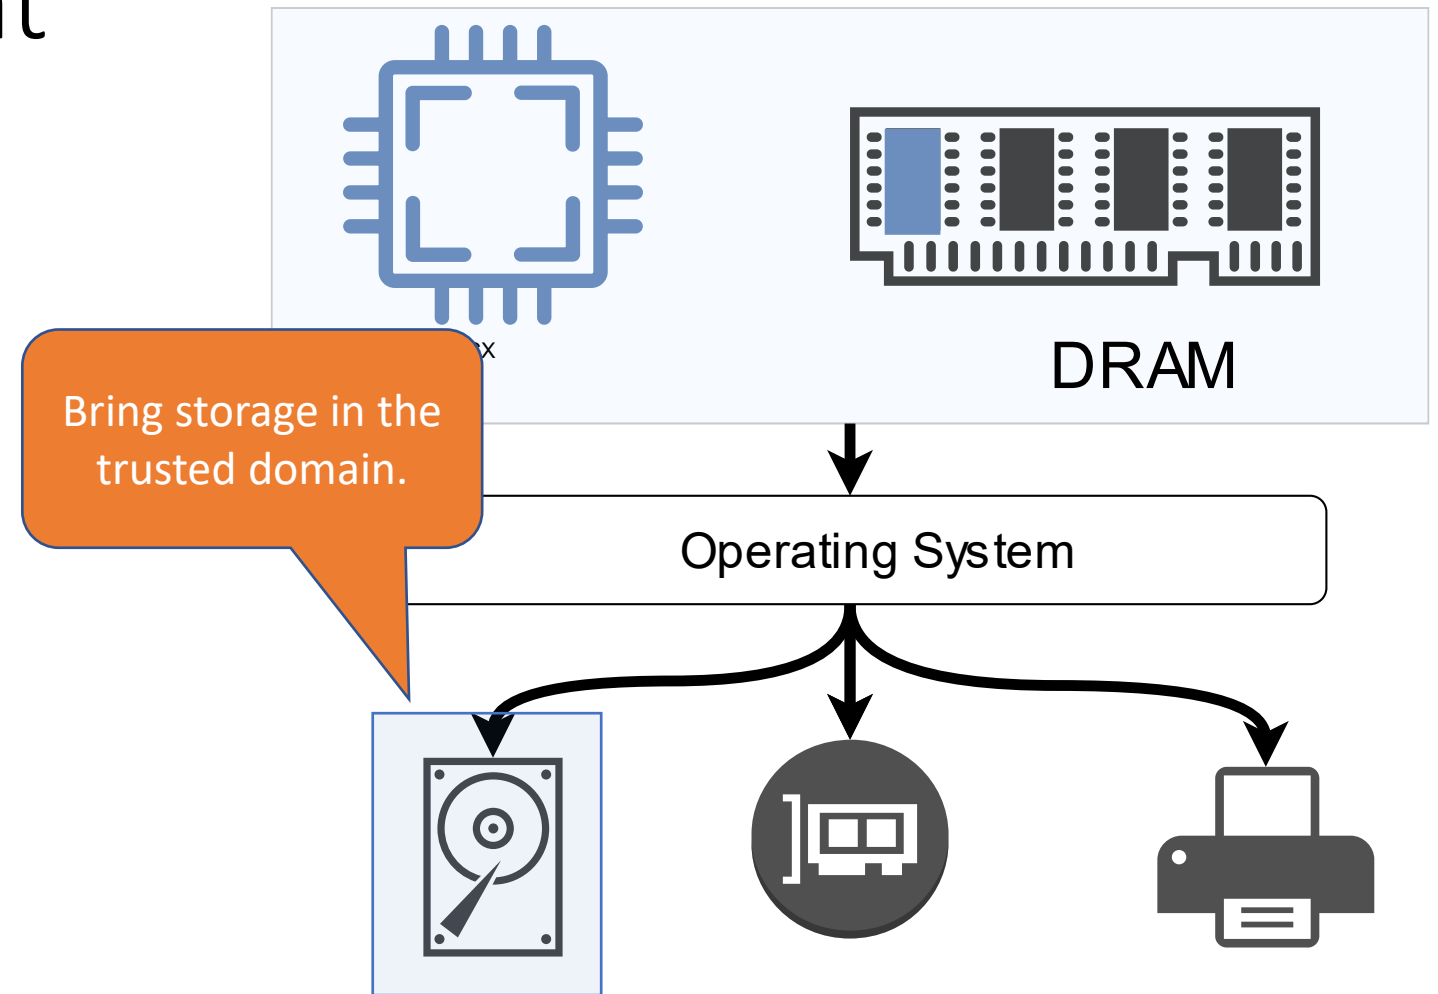 DRAM
Bring storage in the
trusted domain.
Operating System